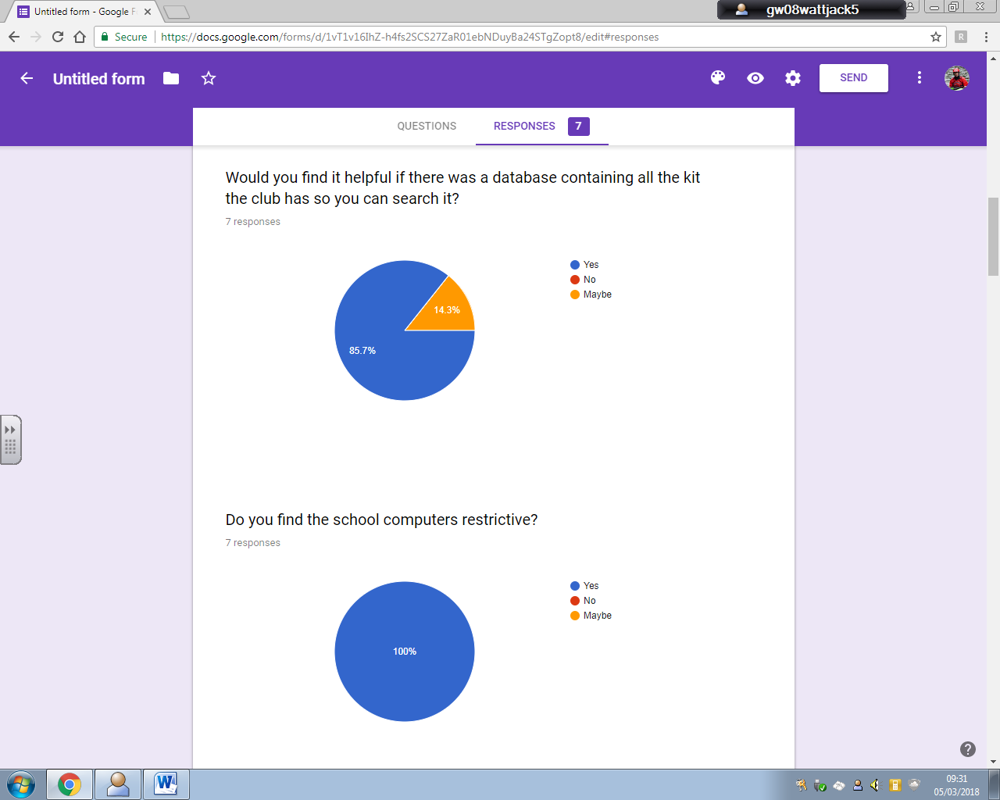 Untitled form - Google F
gw08wattjack5
Secure
https://docs.google.com/forms/d/1vT1v16IhZ-h4fs2SCS27ZaR01ebNDuyBa24STgZopt8/edit#responses
R
Untitled form
SEND
QUESTIONS
RESPONSES 7
Would you find it helpful if there was a database containing all the kit
the club has so you can search it?
7 responses
Yes
No
Maybe
14.3%
85.7%
Do you find the school computers restrictive?
7 responses
Yes
No
Maybe
100%
?
W
09:31
05/03/2018